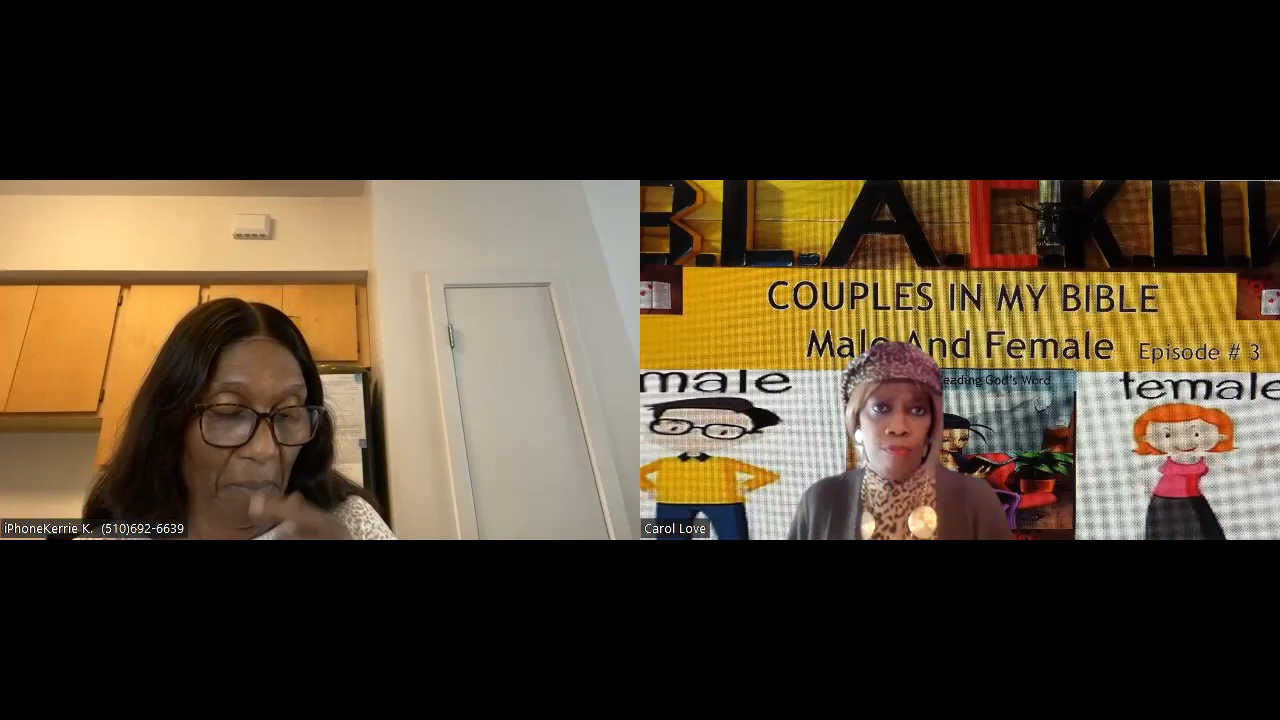 COUPLES IN MY BIBLE
Male And Female
Episode # 3
eading God's Word
male
female
iPhoneKerrie K. (510)692-6639
Carol Love